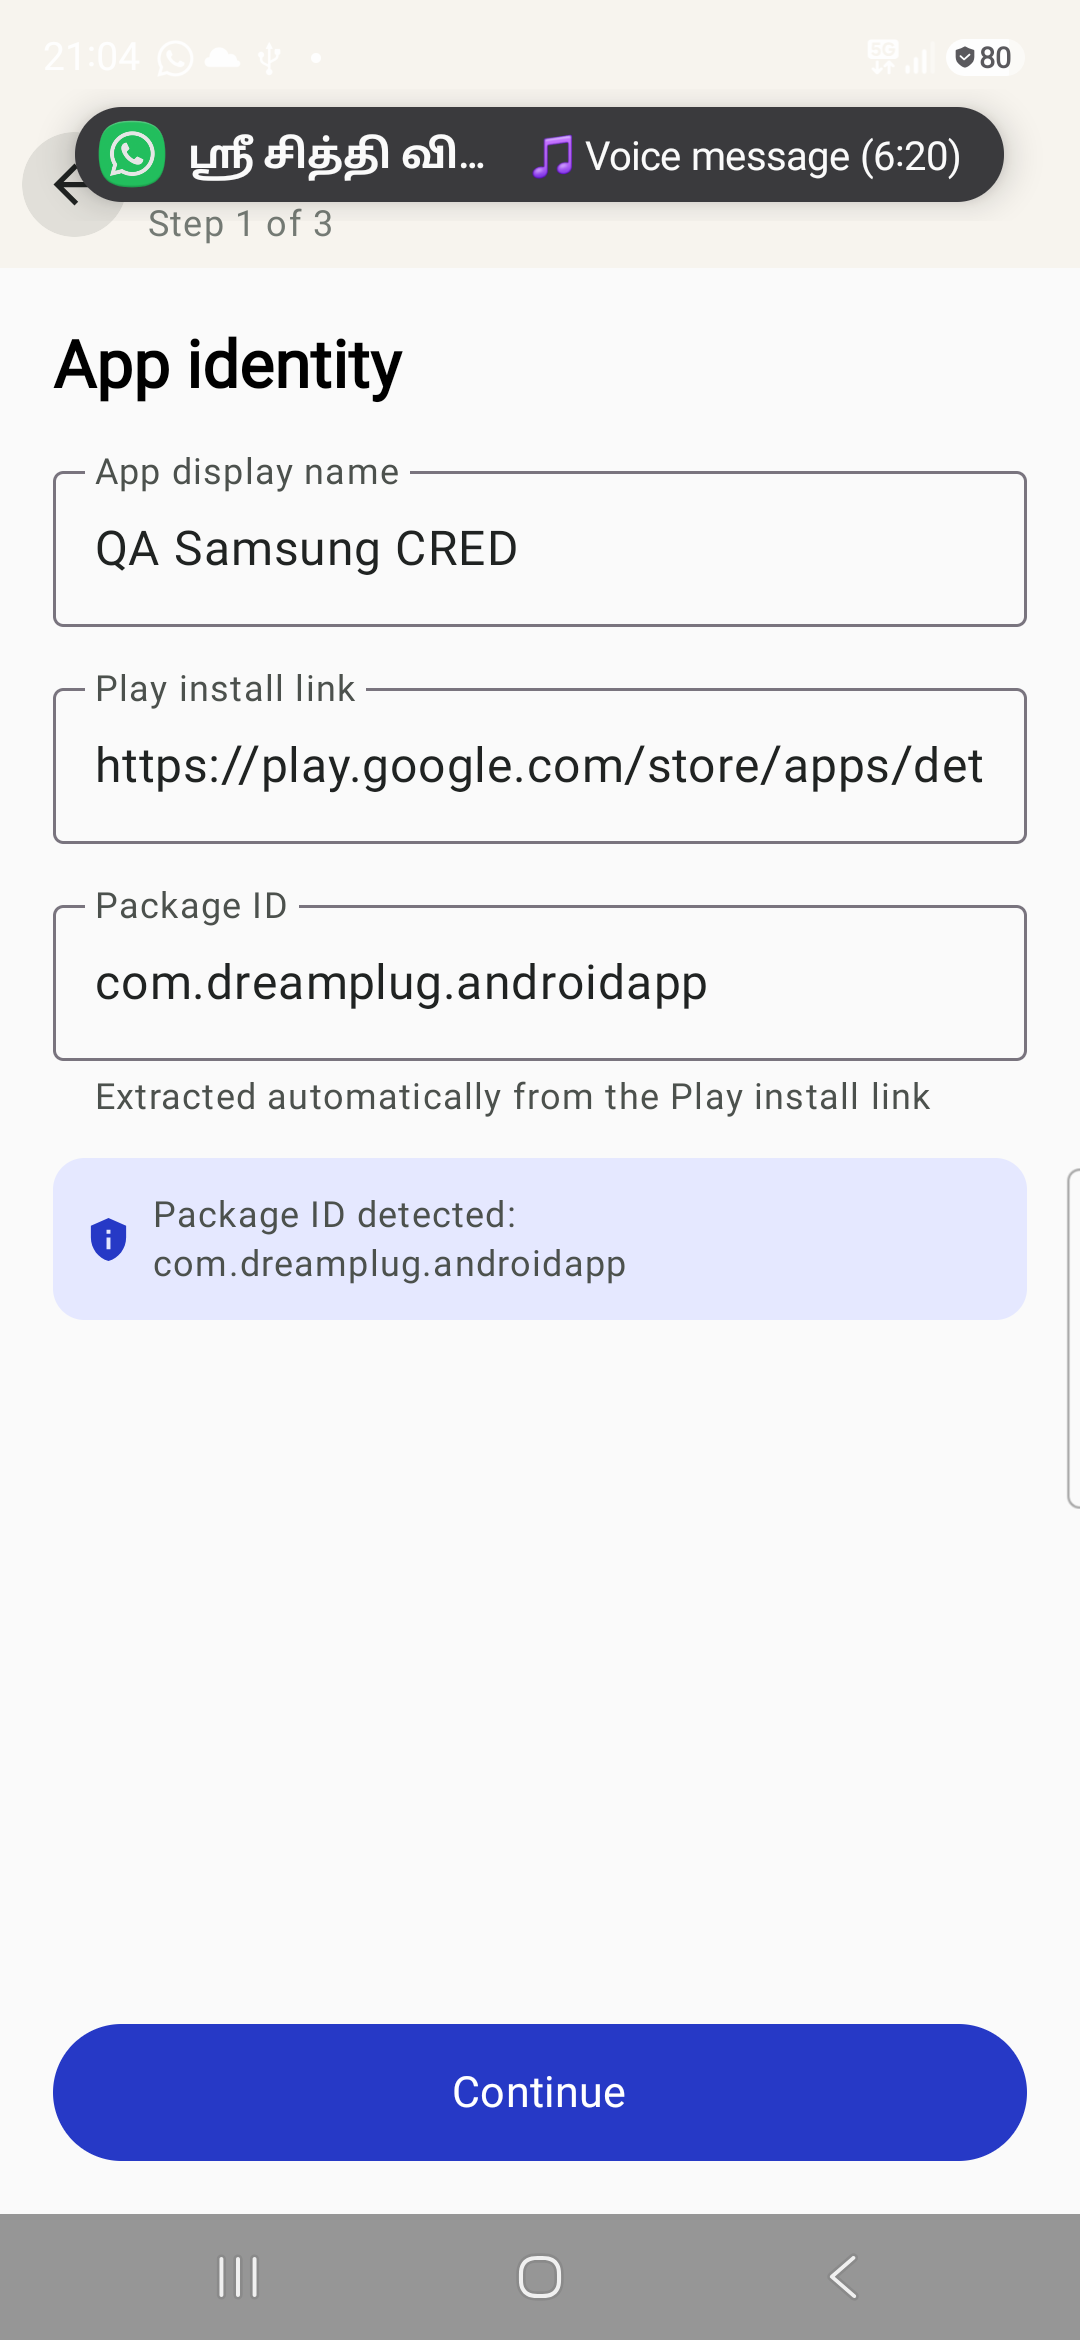 21:04
5G
80
ஸ்ரீ சித்தி வி... 🎵 Voice message (6:20)
Step 1 of 3
App identity
App display name
QA Samsung CRED
Play install link
https://play.google.com/store/apps/det
Package ID
com.dreamplug.androidapp
Extracted automatically from the Play install link
Package ID detected:
com.dreamplug.androidapp
Continue